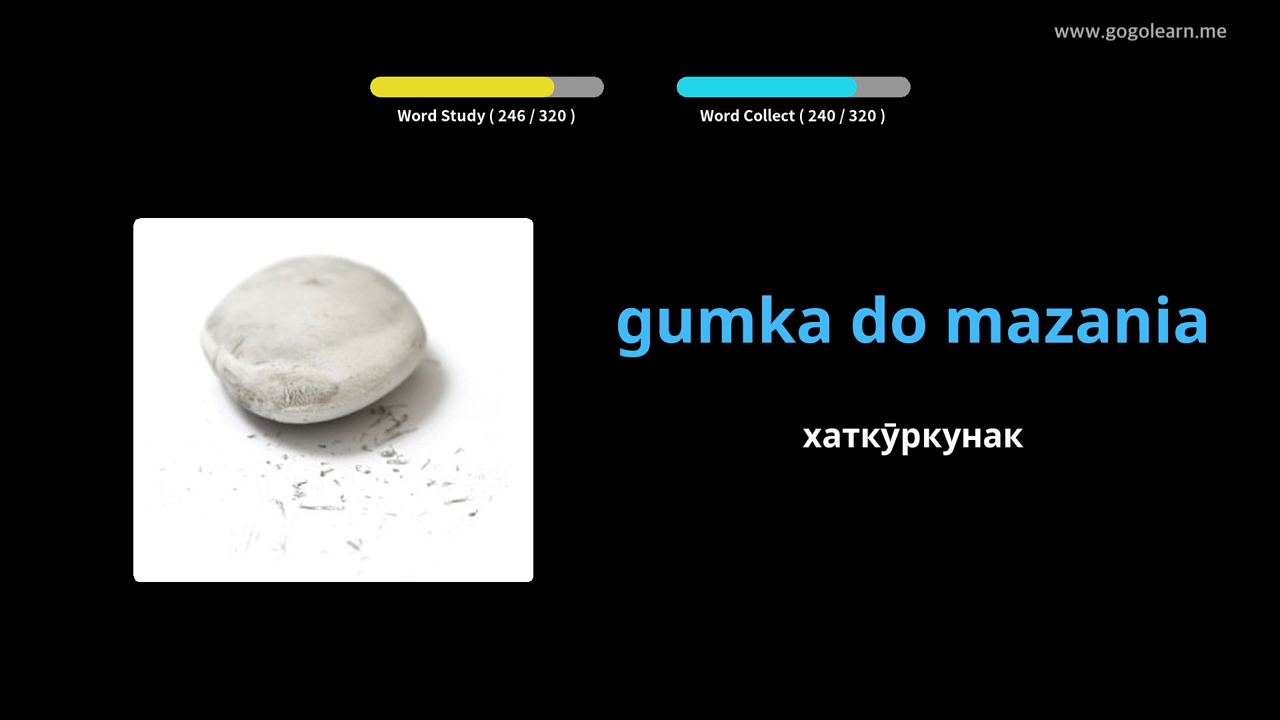 www.gogolearn.me
Word Study ( 246 / 320 )
Word Collect ( 240 / 320 )
gumka do mazania
хаткӯркунак